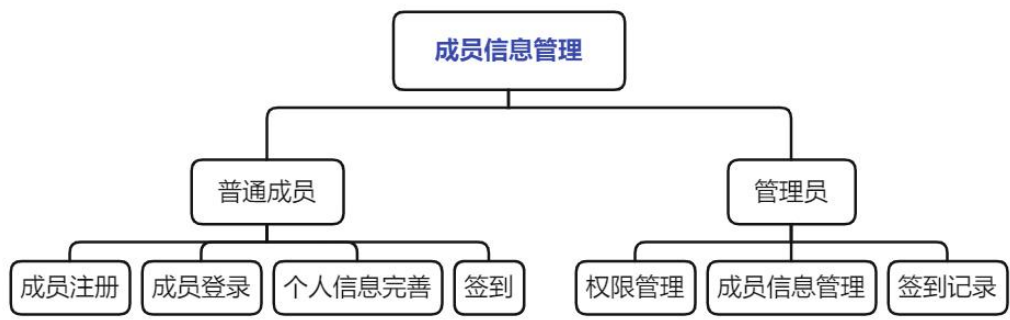 成员信息管理
普通成员
管理员
成员注册
成员登录
个人信息完善
签到
权限管理
成员信息管理
签到记录